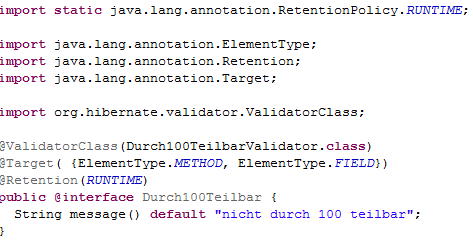 import static java.lang.annotation.RetentionPolicy.RUNTIME;
import java.lang.annotation.ElementType;
import java.lang.annotation.Retention;
import java.lang.annotation.Target;
import org.hibernate.validator.ValidatorClass;
@ValidatorClass(Durch100TeilbarValidator.class)
@Target( {ElementType.METHOD, ElementType.FIELD})
@Retention(RUNTIME)
public @interface Durch100Teilbar {
  String message() default "nicht durch 100 teilbar";
}